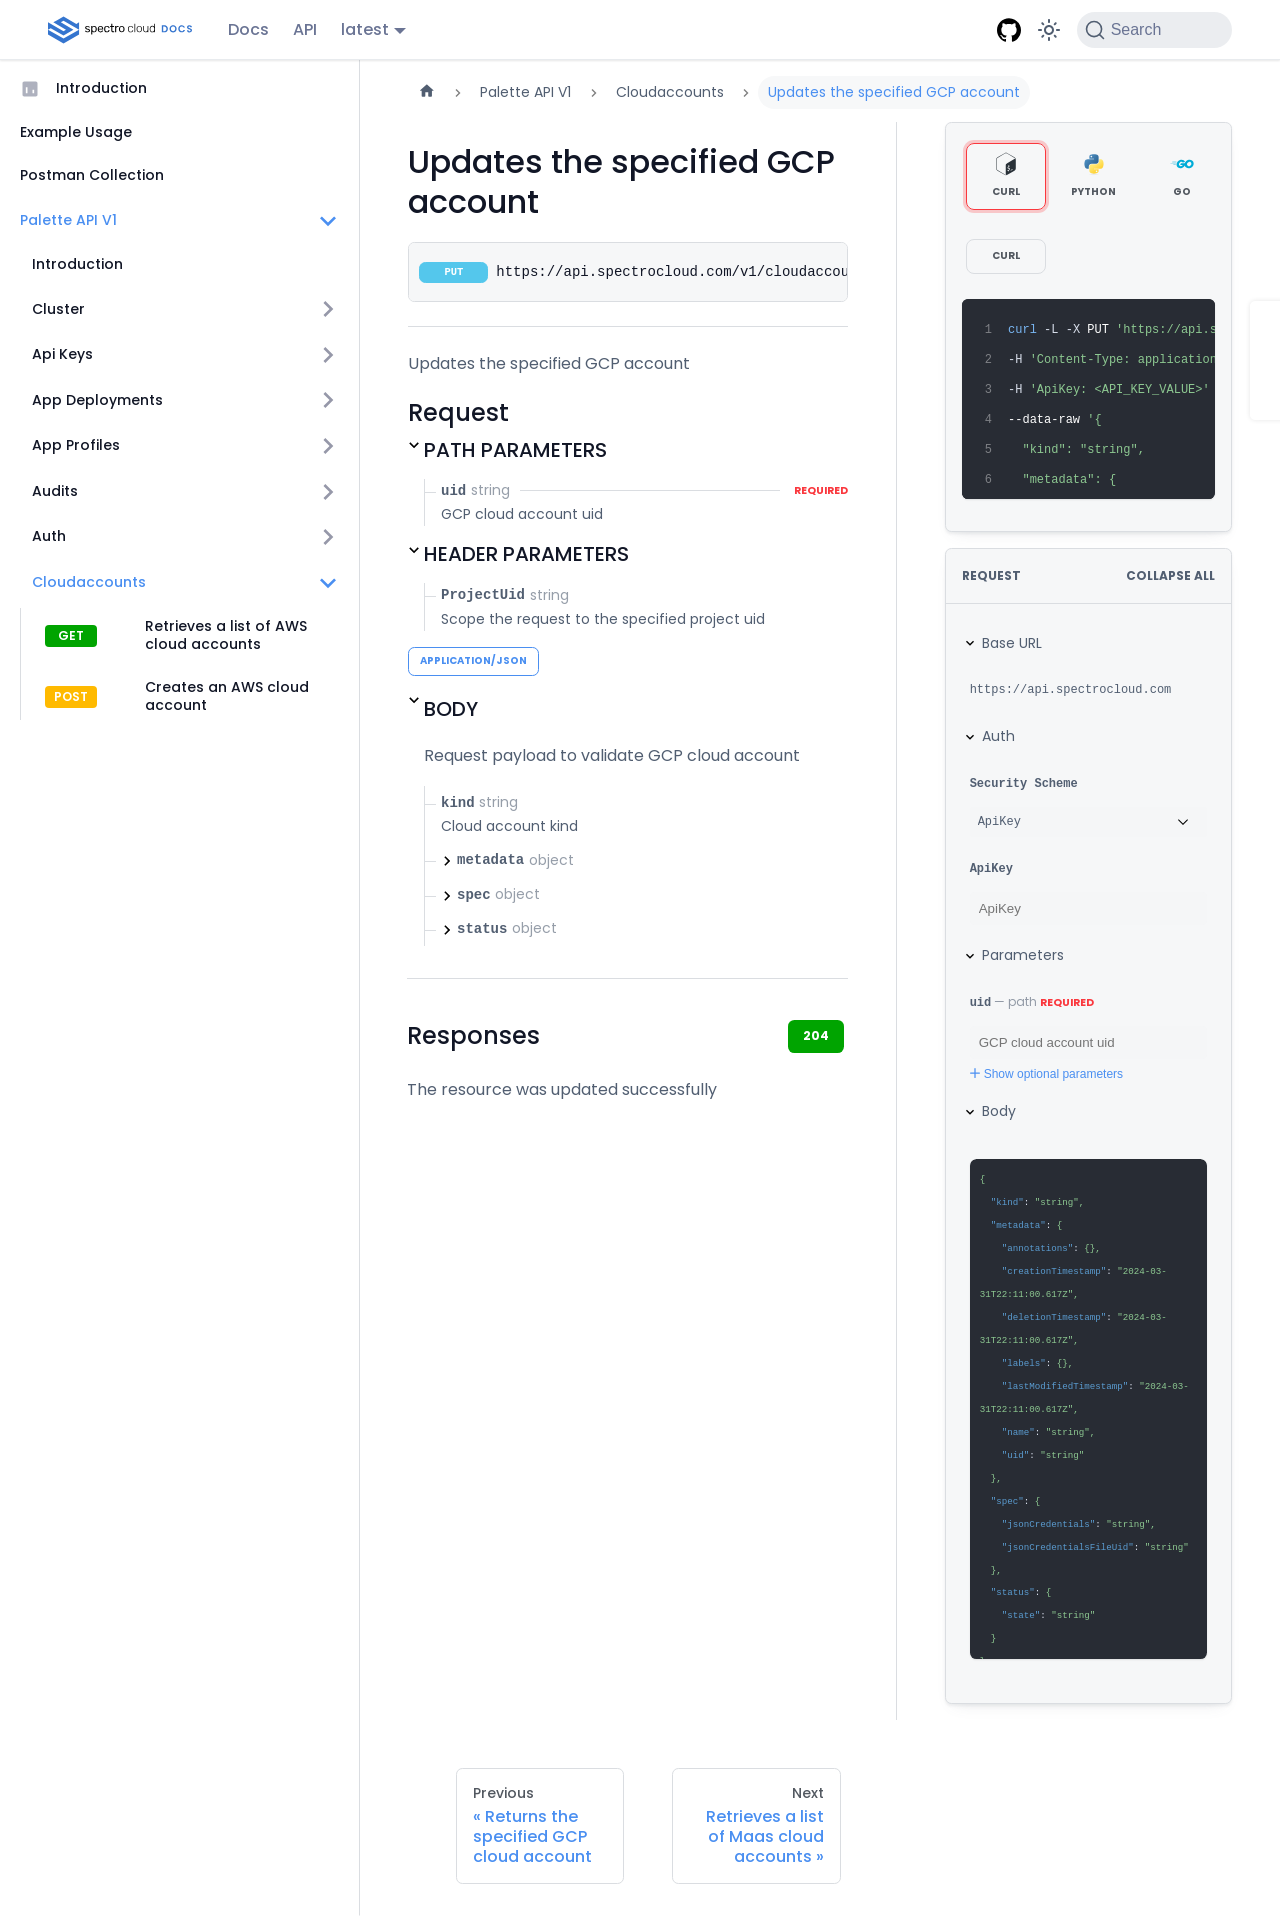 spectro cloud DOCS
Docs
API
latest
Search
Introduction
Example Usage
Postman Collection
Palette API V1
Introduction
Cluster
Api Keys
App Deployments
App Profiles
Audits
Auth
Cloudaccounts
GET Retrieves a list of AWS
cloud accounts
POST Creates an AWS cloud
account
Palette API V1
Cloudaccounts
Updates the specified GCP account
Updates the specified GCP
account
PUT https://api.spectrocloud.com/v1/cloudaccou
Updates the specified GCP account
Request
PATH PARAMETERS
uid string REQUIRED
GCP cloud account uid
HEADER PARAMETERS
ProjectUid string
Scope the request to the specified project uid
APPLICATION/JSON
BODY
Request payload to validate GCP cloud account
kind string
Cloud account kind
metadata object
spec object
status object
Responses
204
The resource was updated successfully
CURL
PYTHON
GO
CURL
1 curl -L -X PUT 'https://api.s
2 -H 'Content-Type: application
3 -H 'ApiKey: <API_KEY_VALUE>'
4 --data-raw '{
5 "kind": "string",
6 "metadata": {
REQUEST
COLLAPSE ALL
Base URL
https://api.spectrocloud.com
Auth
Security Scheme
ApiKey
ApiKey
ApiKey
Parameters
uid — path REQUIRED
GCP cloud account uid
Show optional parameters
Body
{
"kind": "string",
"metadata": {
"annotations": {},
"creationTimestamp": "2024-03-
31T22:11:00.617Z",
"deletionTimestamp": "2024-03-
31T22:11:00.617Z",
"labels": {},
"lastModifiedTimestamp": "2024-03-
31T22:11:00.617Z",
"name": "string",
"uid": "string"
},
"spec": {
"jsonCredentials": "string",
"jsonCredentialsFileUid": "string"
},
"status": {
"state": "string"
}
Previous
« Returns the
specified GCP
cloud account
Next
Retrieves a list
of Maas cloud
accounts »